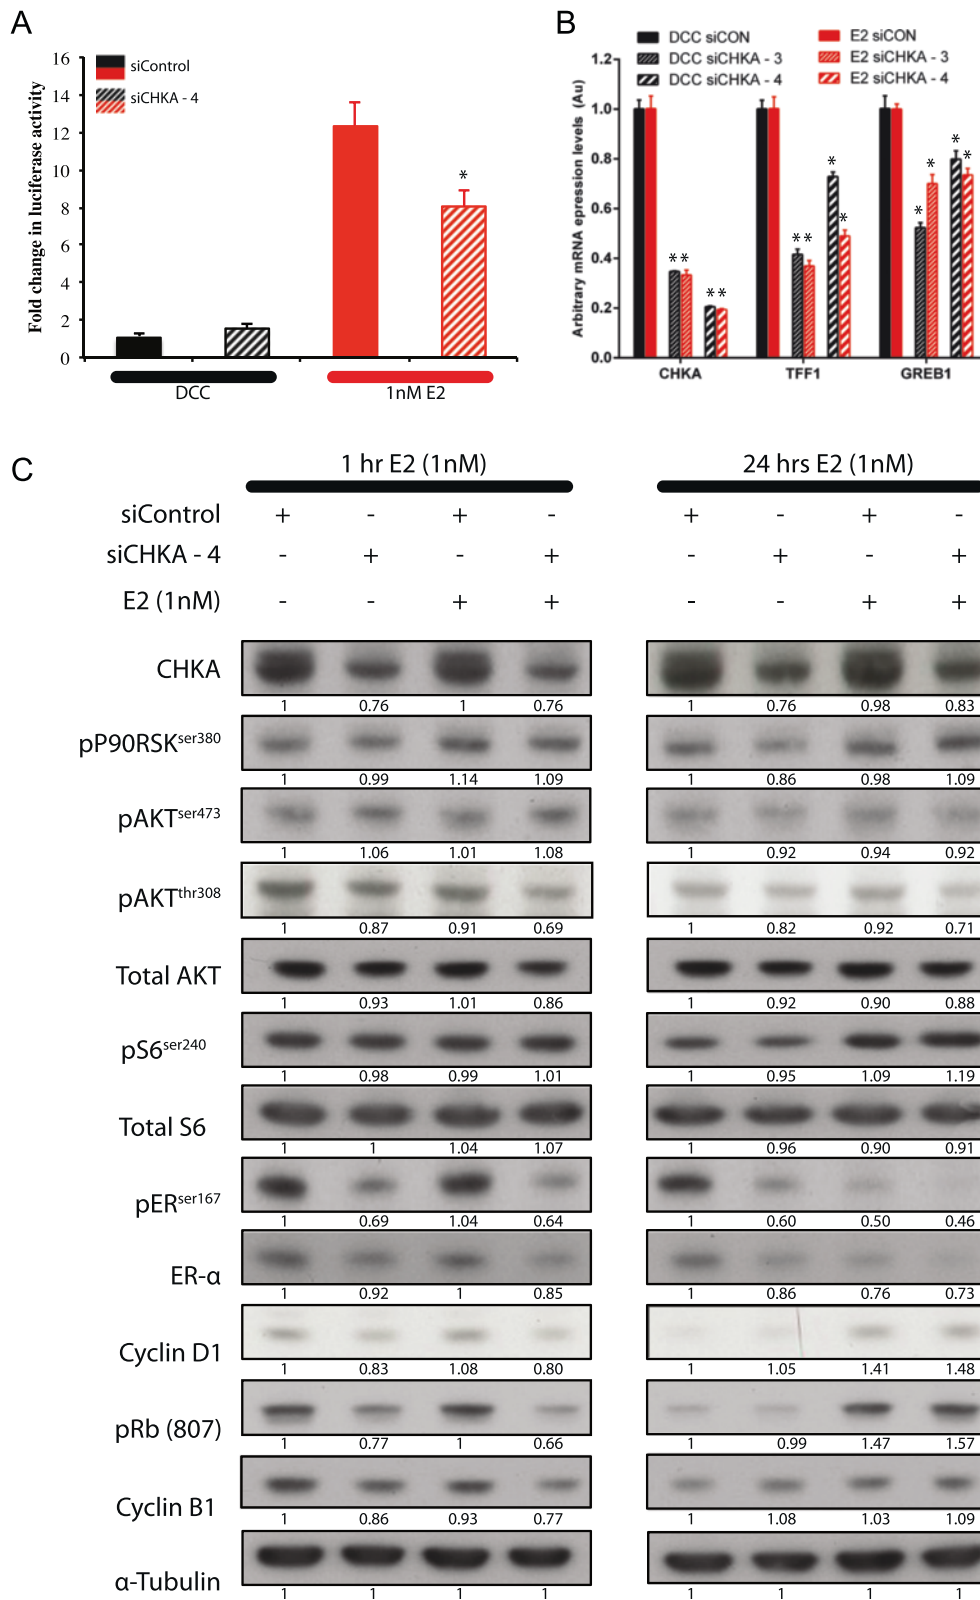 A
16
14
12
10
8
6
4
2
0
Fold change in luciferase activity
siControl
siCHKA - 4
*
DCC
1nM E2
B
DCC siCON
DCC siCHKA - 3
DCC siCHKA - 4
E2 siCON
E2 siCHKA - 3
E2 siCHKA - 4
1.2
1.0
0.8
0.6
0.4
0.2
0.0
Arbitrary mRNA epression levels (Au)
* * * * * * * * * * * *
CHKA TFF1 GREB1
C
1 hr E2 (1nM) 24 hrs E2 (1nM)
siControl + - + - + - + -
siCHKA - 4 - + - + - + - +
E2 (1nM) - - + + - - + +
CHKA
1 0.76 1 0.76 1 0.76 0.98 0.83
pP90RSKser380
1 0.99 1.14 1.09 1 0.86 0.98 1.09
pAKTser473
1 1.06 1.01 1.08 1 0.92 0.94 0.92
pAKTthr308
1 0.87 0.91 0.69 1 0.82 0.92 0.71
Total AKT
1 0.93 1.01 0.86 1 0.92 0.90 0.88
pS6ser240
1 0.98 0.99 1.01 1 0.95 1.09 1.19
Total S6
1 1 1.04 1.07 1 0.96 0.90 0.91
pERser167
1 0.69 1.04 0.64 1 0.60 0.50 0.46
ER-α
1 0.92 1 0.85 1 0.86 0.76 0.73
Cyclin D1
1 0.83 1.08 0.80 1 1.05 1.41 1.48
pRb (807)
1 0.77 1 0.66 1 0.99 1.47 1.57
Cyclin B1
1 0.86 0.93 0.77 1 1.08 1.03 1.09
α-Tubulin
1 1 1 1 1 1 1 1